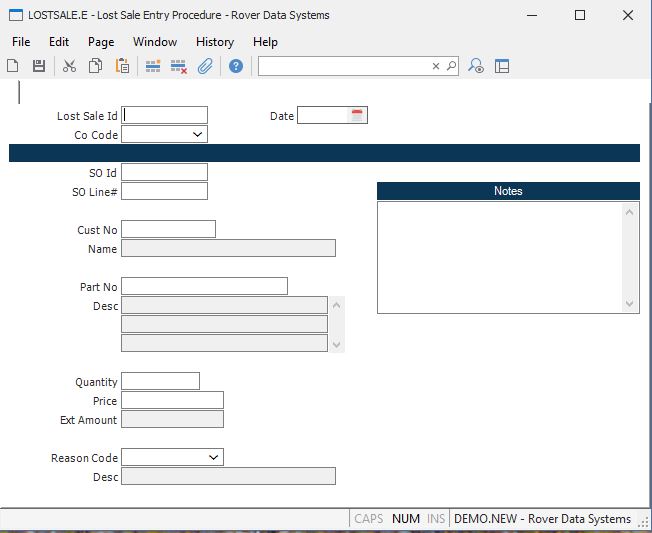 LOSTSALE.E - Lost Sale Entry Procedure - Rover Data Systems
File Edit Page Window History Help
Lost Sale Id Date
Co Code
SO Id
SO Line#
Notes
Cust No
Name
Part No
Desc
Quantity
Price
Ext Amount
Reason Code
Desc
CAPS NUM INS DEMO.NEW - Rover Data Systems